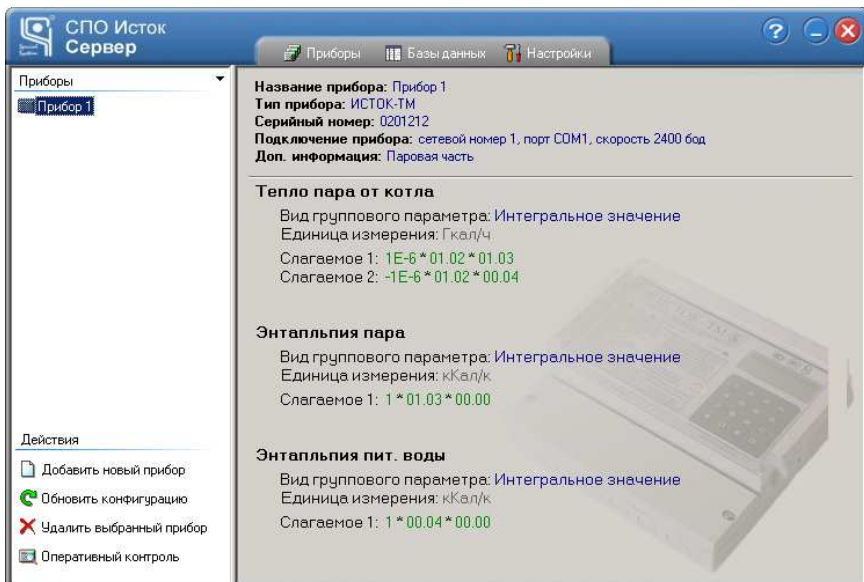 СПО Исток
Сервер
Приборы
Базы данных
Настройки
?
Приборы
Прибор 1
Название прибора: Прибор 1
Тип прибора: ИСТОК-ТМ
Серийный номер: 0201212
Подключение прибора: сетевой номер 1, порт COM1, скорость 2400 бод
Доп. информация: Паровая часть
Тепло пара от котла
Вид группового параметра: Интегральное значение
Единица измерения: Гкал/ч
Слагаемое 1: 1E-6 * 01.02 * 01.03
Слагаемое 2: -1E-6 * 01.02 * 00.04
Энтапльпия пара
Вид группового параметра: Интегральное значение
Единица измерения: кКал/к
Слагаемое 1: 1 * 01.03 * 00.00
Энтапльпия пит. воды
Вид группового параметра: Интегральное значение
Единица измерения: кКал/к
Слагаемое 1: 1 * 00.04 * 00.00
Действия
Добавить новый прибор
Обновить конфигурацию
Удалить выбранный прибор
Оперативный контроль